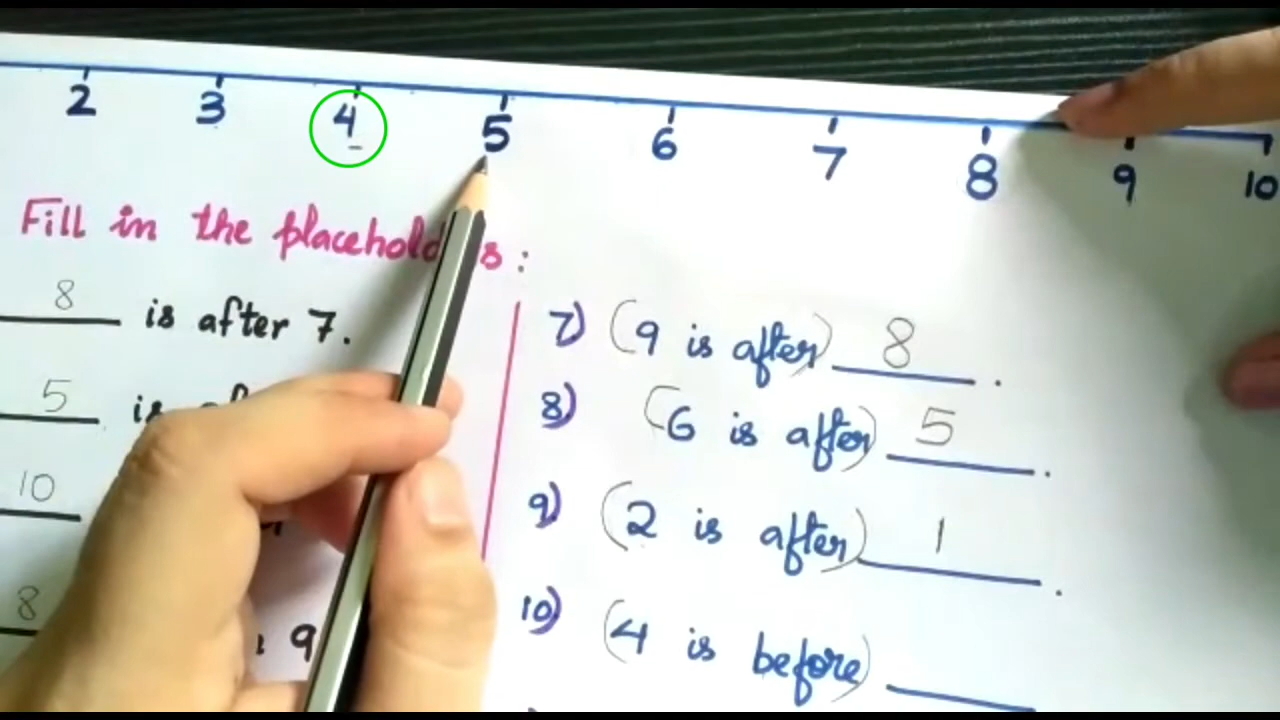 2 3 4 5 6 7 8 9 10
Fill in the
8 is after 7.
5 is
10
8 9
7) (9 is after) 8.
8) (6 is after) 5.
9) (2 is after) 1.
10) (4 is before)